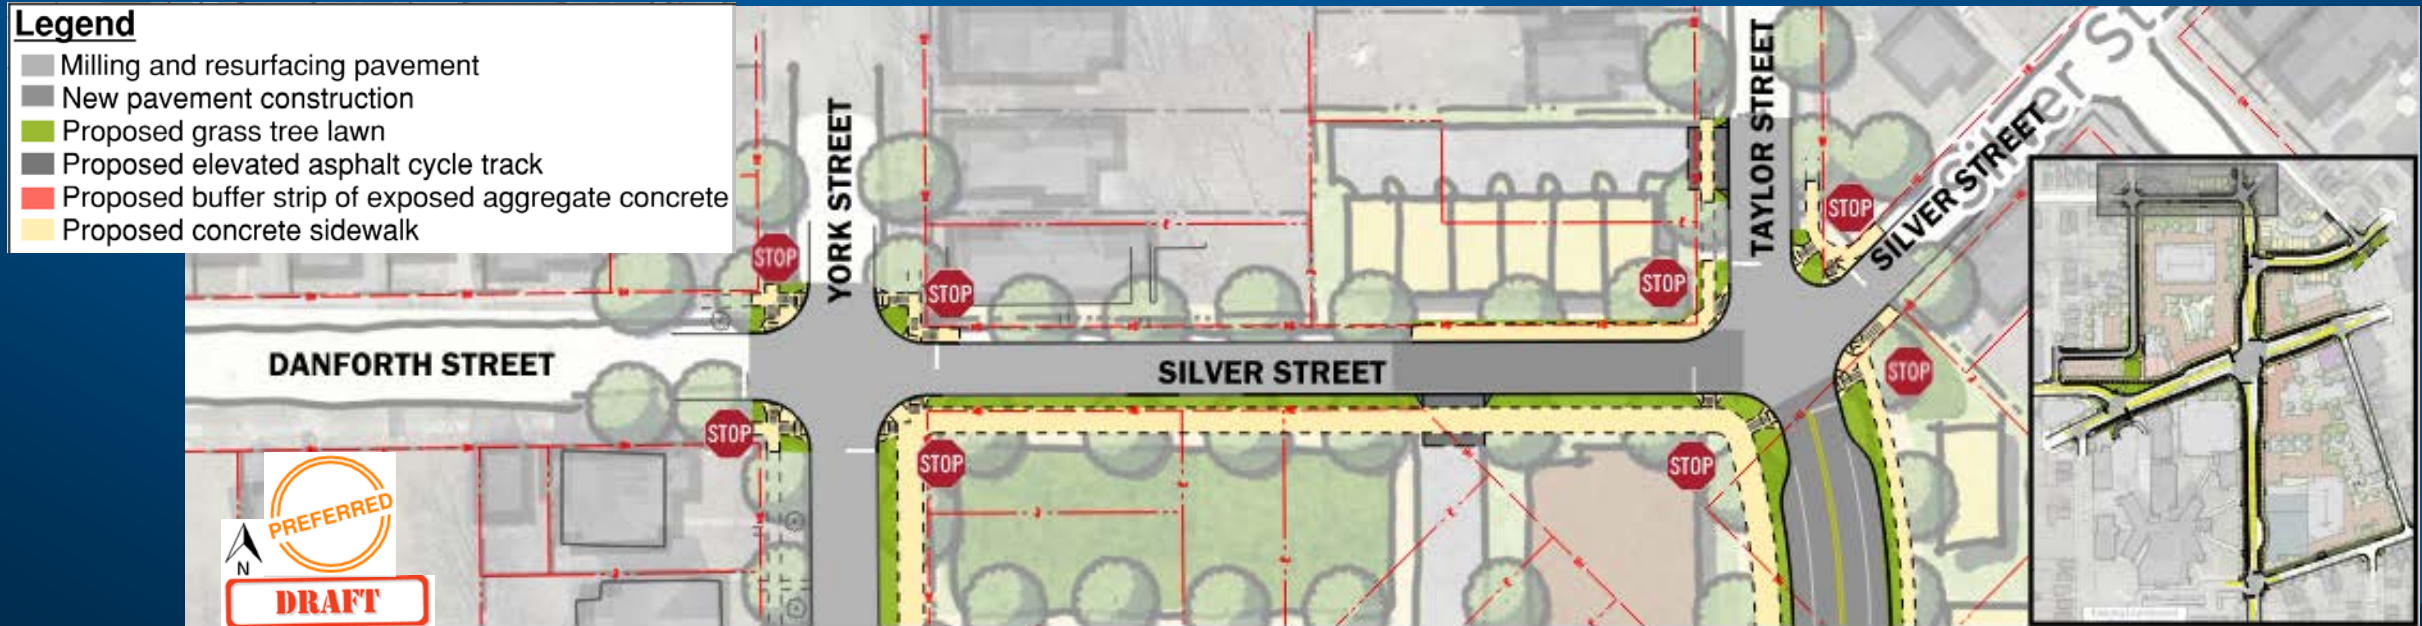 Legend
Milling and resurfacing pavement
New pavement construction
Proposed grass tree lawn
Proposed elevated asphalt cycle track
Proposed buffer strip of exposed aggregate concrete
Proposed concrete sidewalk
YORK STREET
TAYLOR STREET
Silver St
SILVER STREET
STOP
STOP
STOP
STOP
DANFORTH STREET
SILVER STREET
STOP
STOP
STOP
STOP
PREFERRED
N
DRAFT